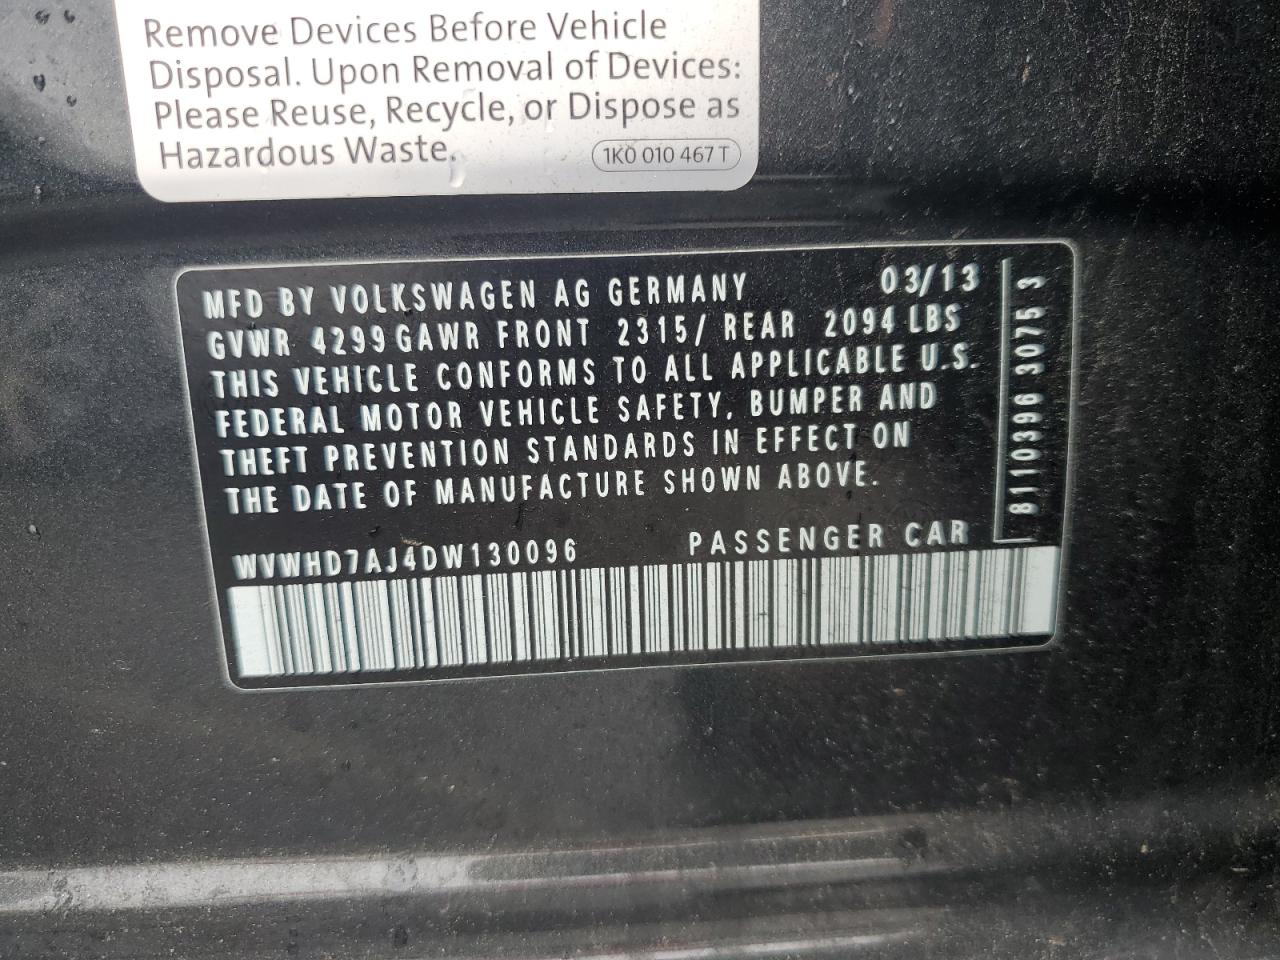 Remove Devices Before Vehicle
Disposal. Upon Removal of Devices:
Please Reuse, Recycle, or Dispose as
Hazardous Waste.
1K0 010 467 T
MFD BY VOLKSWAGEN AG GERMANY 03/13
GVWR 4299 GAWR FRONT 2315/ REAR 2094 LBS
THIS VEHICLE CONFORMS TO ALL APPLICABLE U.S.
FEDERAL MOTOR VEHICLE SAFETY, BUMPER AND
THEFT PREVENTION STANDARDS IN EFFECT ON
THE DATE OF MANUFACTURE SHOWN ABOVE.
WVWHD7AJ4DW130096 PASSENGER CAR
8110396 3075 3